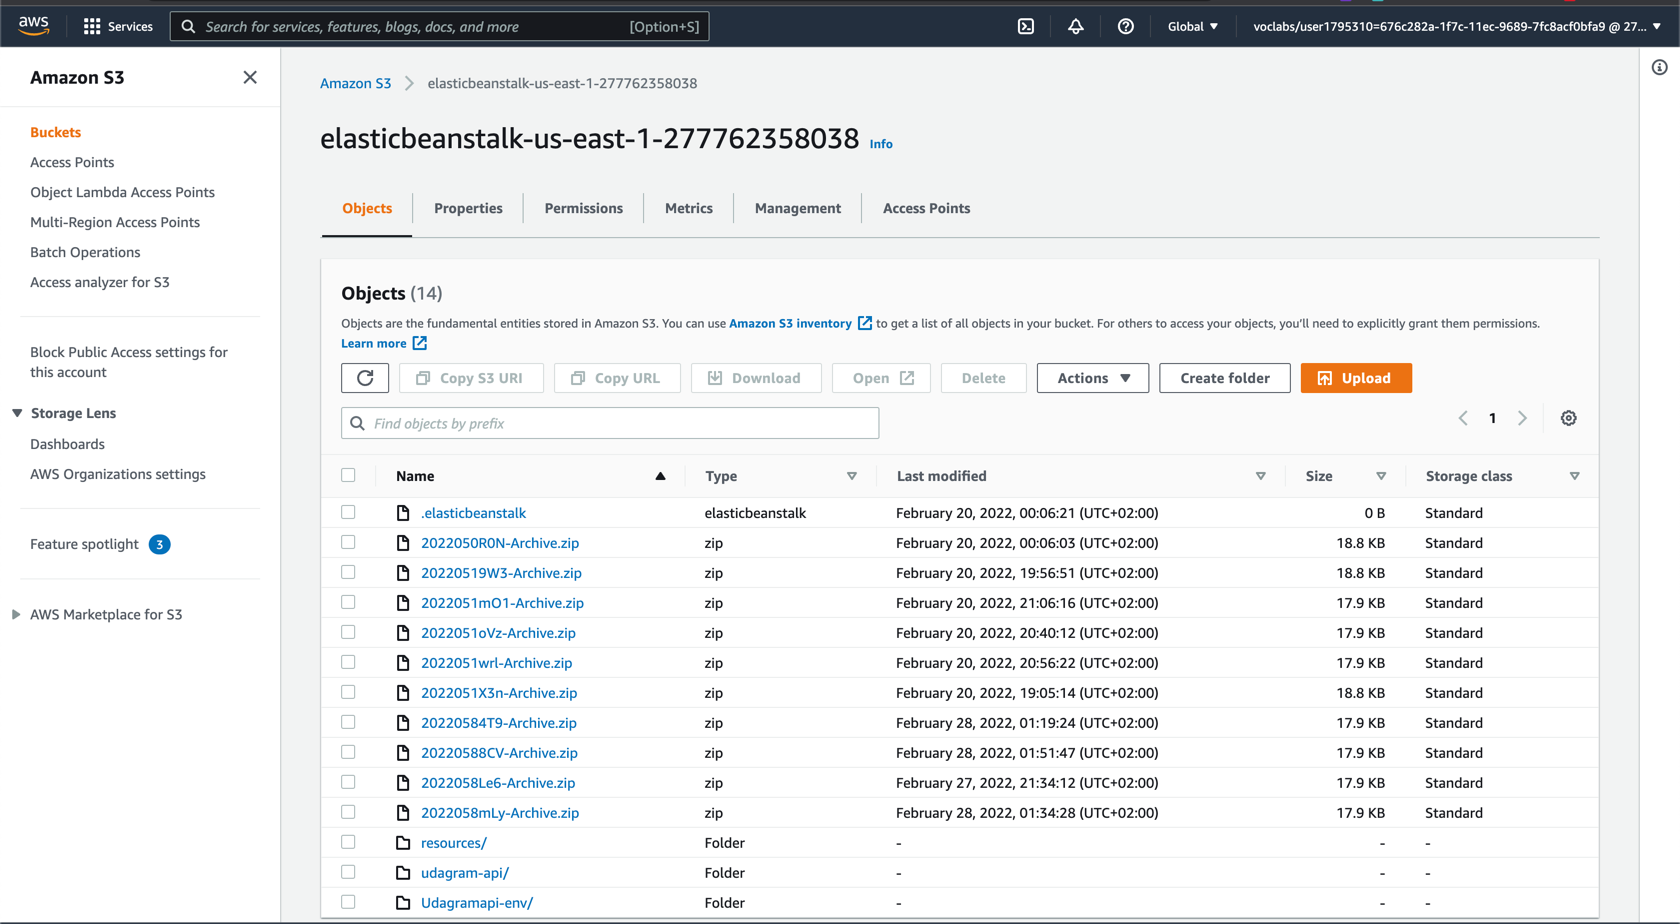 aws
Services
Search for services, features, blogs, docs, and more
[Option+S]
Global
voclabs/user1795310=676c282a-1f7c-11ec-9689-7fc8acf0bfa9 @ 27...
Amazon S3
Buckets
Access Points
Object Lambda Access Points
Multi-Region Access Points
Batch Operations
Access analyzer for S3
Block Public Access settings for
this account
Storage Lens
Dashboards
AWS Organizations settings
Feature spotlight 3
AWS Marketplace for S3
Amazon S3 elasticbeanstalk-us-east-1-277762358038
elasticbeanstalk-us-east-1-277762358038 Info
Objects Properties Permissions Metrics Management Access Points
Objects (14)
Objects are the fundamental entities stored in Amazon S3. You can use Amazon S3 inventory to get a list of all objects in your bucket. For others to access your objects, you'll need to explicitly grant them permissions.
Learn more
Copy S3 URI Copy URL Download Open Delete Actions Create folder Upload
Find objects by prefix
1
Name Type Last modified Size Storage class
.elasticbeanstalk elasticbeanstalk February 20, 2022, 00:06:21 (UTC+02:00) 0 B Standard
2022050R0N-Archive.zip zip February 20, 2022, 00:06:03 (UTC+02:00) 18.8 KB Standard
20220519W3-Archive.zip zip February 20, 2022, 19:56:51 (UTC+02:00) 18.8 KB Standard
2022051mO1-Archive.zip zip February 20, 2022, 21:06:16 (UTC+02:00) 17.9 KB Standard
2022051oVz-Archive.zip zip February 20, 2022, 20:40:12 (UTC+02:00) 17.9 KB Standard
2022051wrl-Archive.zip zip February 20, 2022, 20:56:22 (UTC+02:00) 17.9 KB Standard
2022051X3n-Archive.zip zip February 20, 2022, 19:05:14 (UTC+02:00) 18.8 KB Standard
20220584T9-Archive.zip zip February 28, 2022, 01:19:24 (UTC+02:00) 17.9 KB Standard
20220588CV-Archive.zip zip February 28, 2022, 01:51:47 (UTC+02:00) 17.9 KB Standard
2022058Le6-Archive.zip zip February 27, 2022, 21:34:12 (UTC+02:00) 17.9 KB Standard
2022058mLy-Archive.zip zip February 28, 2022, 01:34:28 (UTC+02:00) 17.9 KB Standard
resources/ Folder - - -
udagram-api/ Folder - - -
Udagramapi-env/ Folder - - -